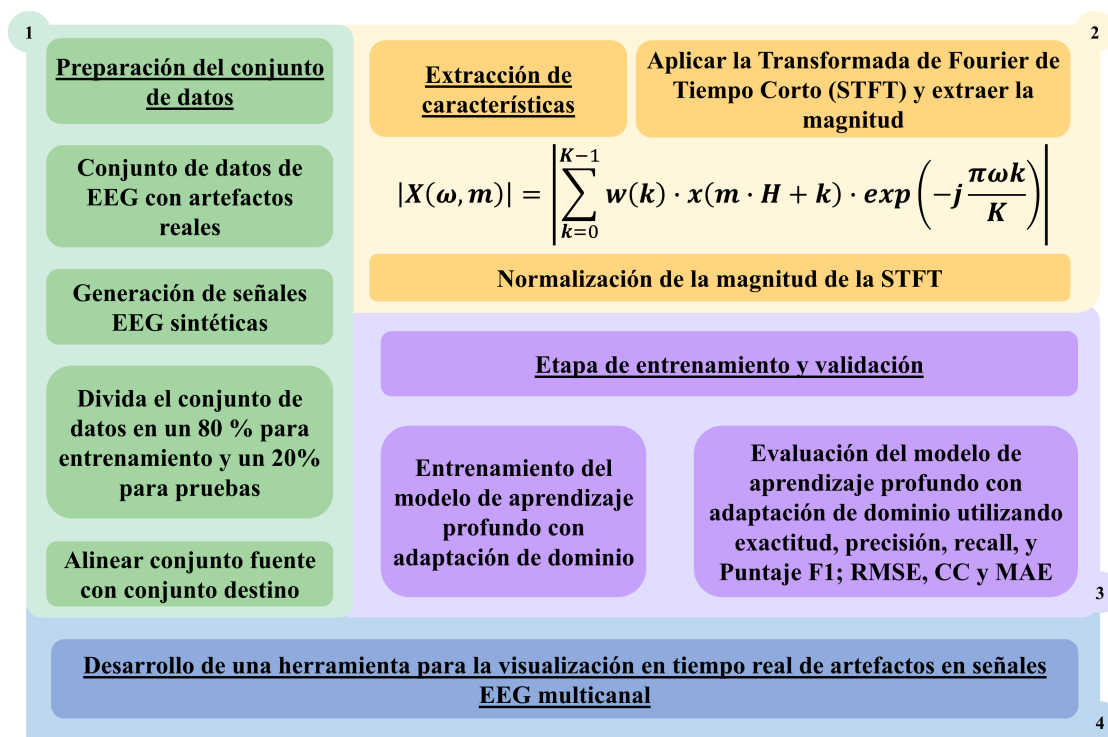 1
Preparación del conjunto
de datos
Conjunto de datos de
EEG con artefactos
reales
Generación de señales
EEG sintéticas
Divida el conjunto de
datos en un 80 % para
entrenamiento y un 20%
para pruebas
Alinear conjunto fuente
con conjunto destino
2
Extracción de
características
Aplicar la Transformada de Fourier de
Tiempo Corto (STFT) y extraer la
magnitud
|X(ω, m)| = |∑_{k=0}^{K−1} w(k) · x(m · H + k) · exp(−j πωk/K)|
Normalización de la magnitud de la STFT
Etapa de entrenamiento y validación
Entrenamiento del
modelo de aprendizaje
profundo con
adaptación de dominio
Evaluación del modelo de
aprendizaje profundo con
adaptación de dominio utilizando
exactitud, precisión, recall, y
Puntaje F1; RMSE, CC y MAE
3
Desarrollo de una herramienta para la visualización en tiempo real de artefactos en señales
EEG multicanal
4